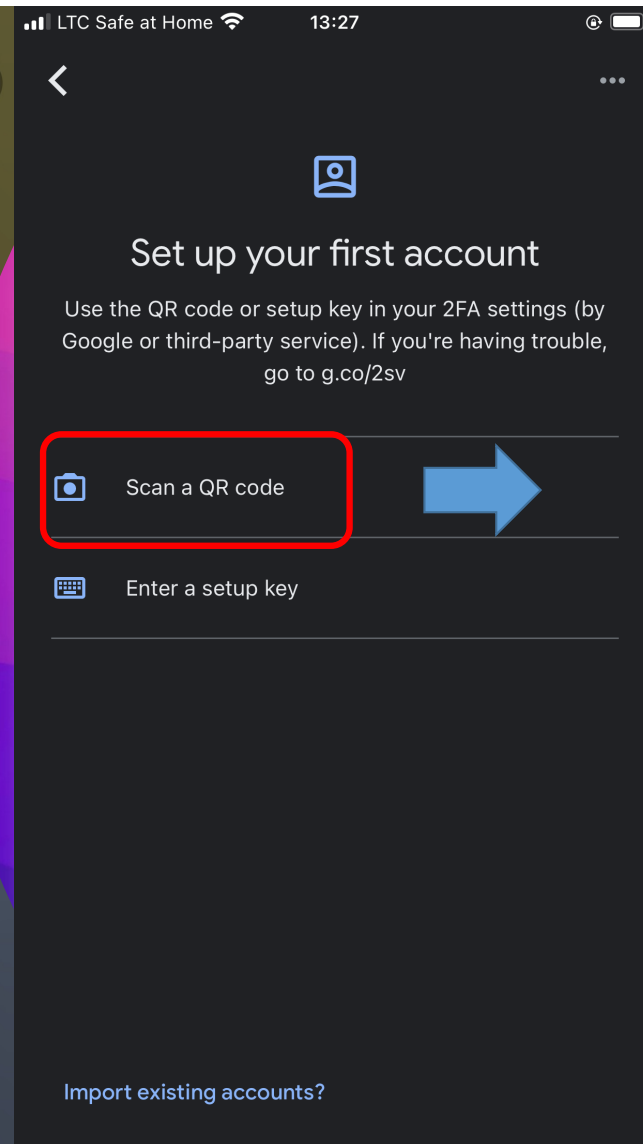 LTC Safe at Home 13:27
Set up your first account
Use the QR code or setup key in your 2FA settings (by
Google or third-party service). If you're having trouble,
go to g.co/2sv
Scan a QR code
Enter a setup key
Import existing accounts?